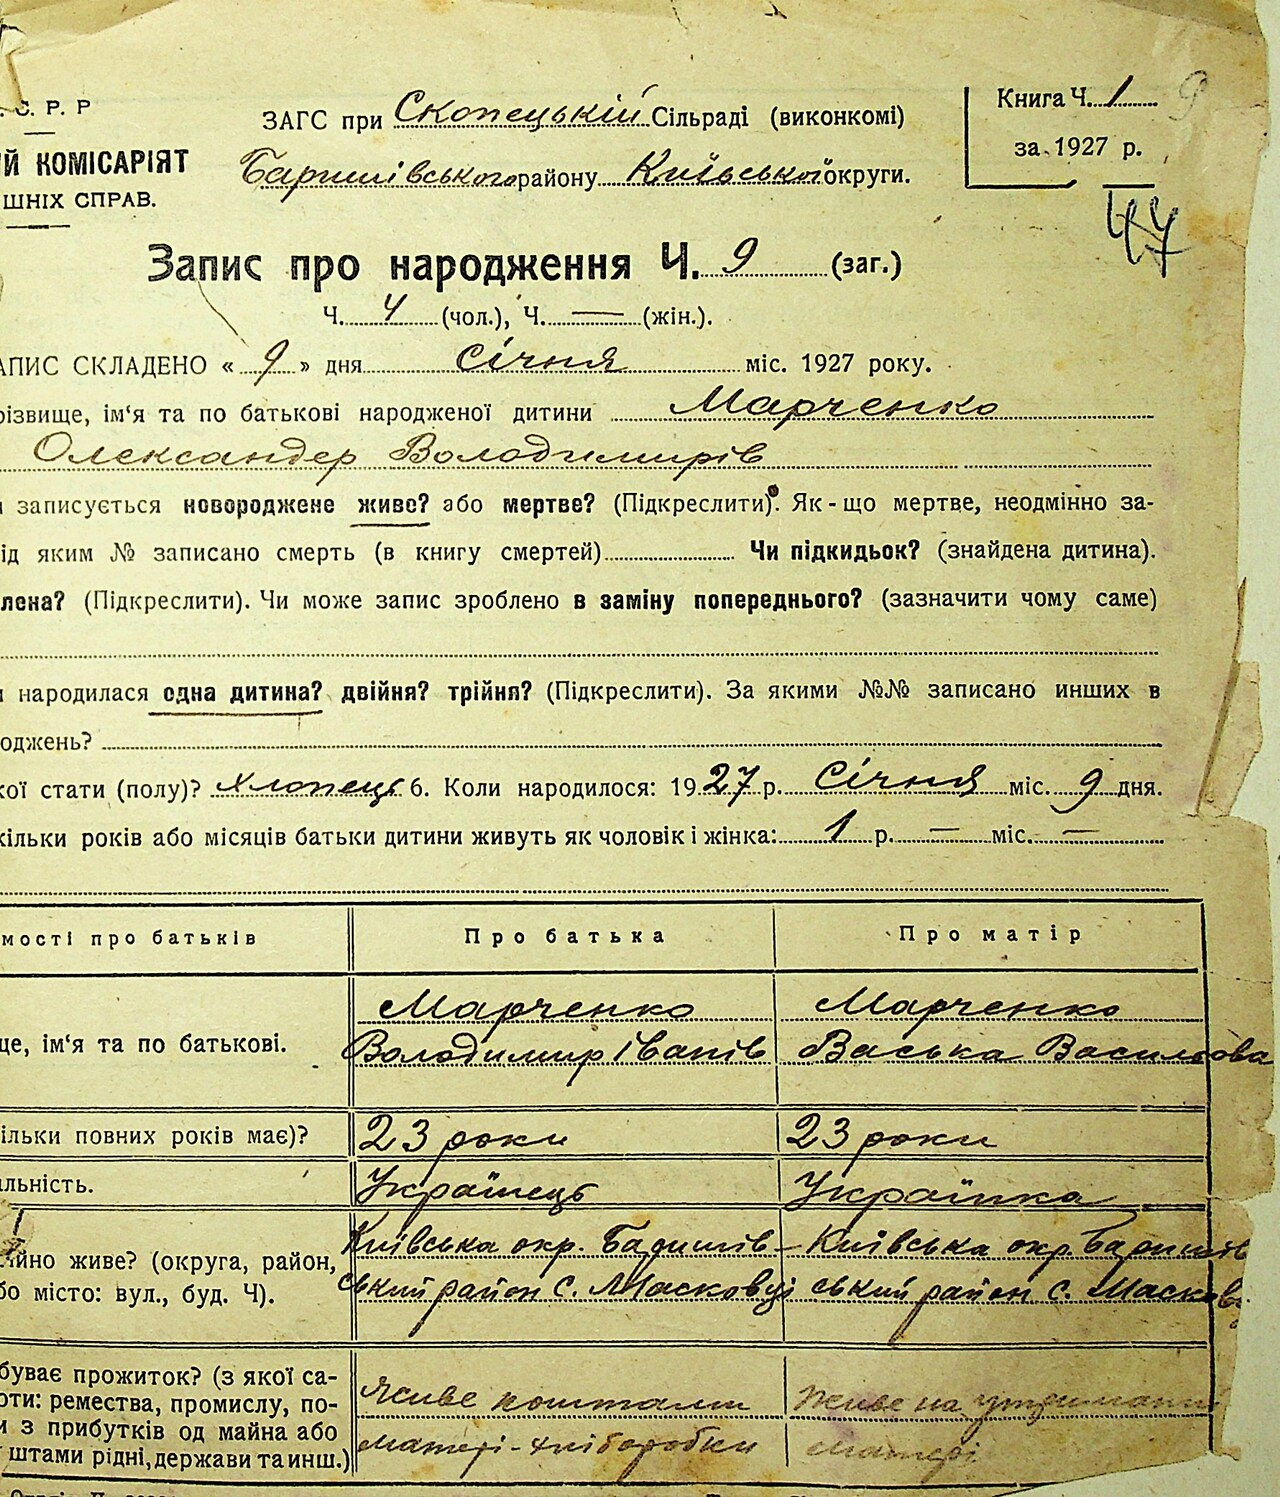 С. Р. Р
ЗАГС при Скопецькій Сільраді (виконкомі)
Книга Ч. 1
9
Й КОМІСАРІЯТ
Баришівського району Київської округи.
за 1927 р.
ШНІХ СПРАВ.
Запис про народження Ч. 9 (заг.)
Ч. 4 (чол.), Ч. — (жін.).
АПИС СКЛАДЕНО « 9 » дня січня міс. 1927 року.
різвище, ім‘я та по батькові народженої дитини Марченко
Олександер Володимирів
записується новороджене живе? або мертве? (Підкреслити). Як-що мертве, неодмінно за-
ід яким № записано смерть (в книгу смертей) Чи підкидьок? (знайдена дитина).
лена? (Підкреслити). Чи може запис зроблено в заміну попереднього? (зазначити чому саме)
и народилася одна дитина? двійня? трійня? (Підкреслити). За якими №№ записано инших в
оджень?
кої стати (полу)? хлопець 6. Коли народилося: 1927 р. Січня міс. 9 дня.
кільки років або місяців батьки дитини живуть як чоловік і жінка: 1 р. — міс. —
мості про батьків Про батька Про матір
Марченко Марченко
це, ім‘я та по батькові. Володимир Іванів Васька Василова
ільки повних років має)? 23 роки 23 роки
альність. Українець Українка
Київська окр. Баришів- Київська окр. Баришів
ійно живе? (округа, район, ський район с. Масковці ський район с. Масков
бо місто: вул., буд. Ч).
буває прожиток? (з якої са-
оти: ремества, промислу, по- Живе коштами Живе на утриманні
и з прибутків од майна або матері-хліборобки матері
штами рідні, держави та инш.)